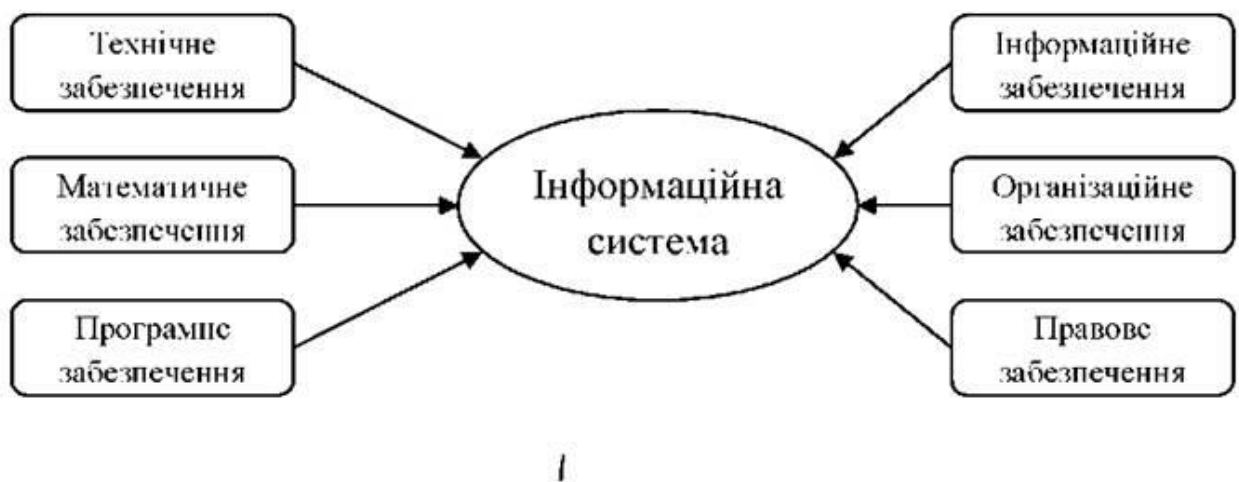 Технічне
забезпечення
Математичне
забезпечення
Програмне
забезпечення
Інформаційна
система
Інформаційне
забезпечення
Організаційне
забезпечення
Правове
забезпечення